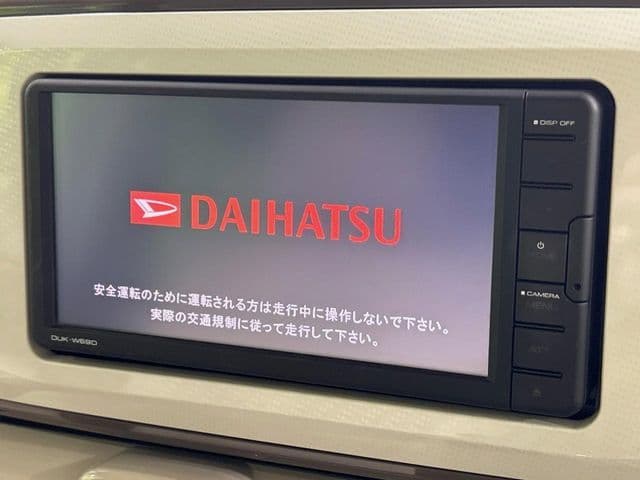 DISP OFF
DAIHATSU
CAMERA
MENU
安全運転のために運転される方は走行中に操作しないで下さい。
実際の交通規制に従って走行して下さい。
DUK-W69D